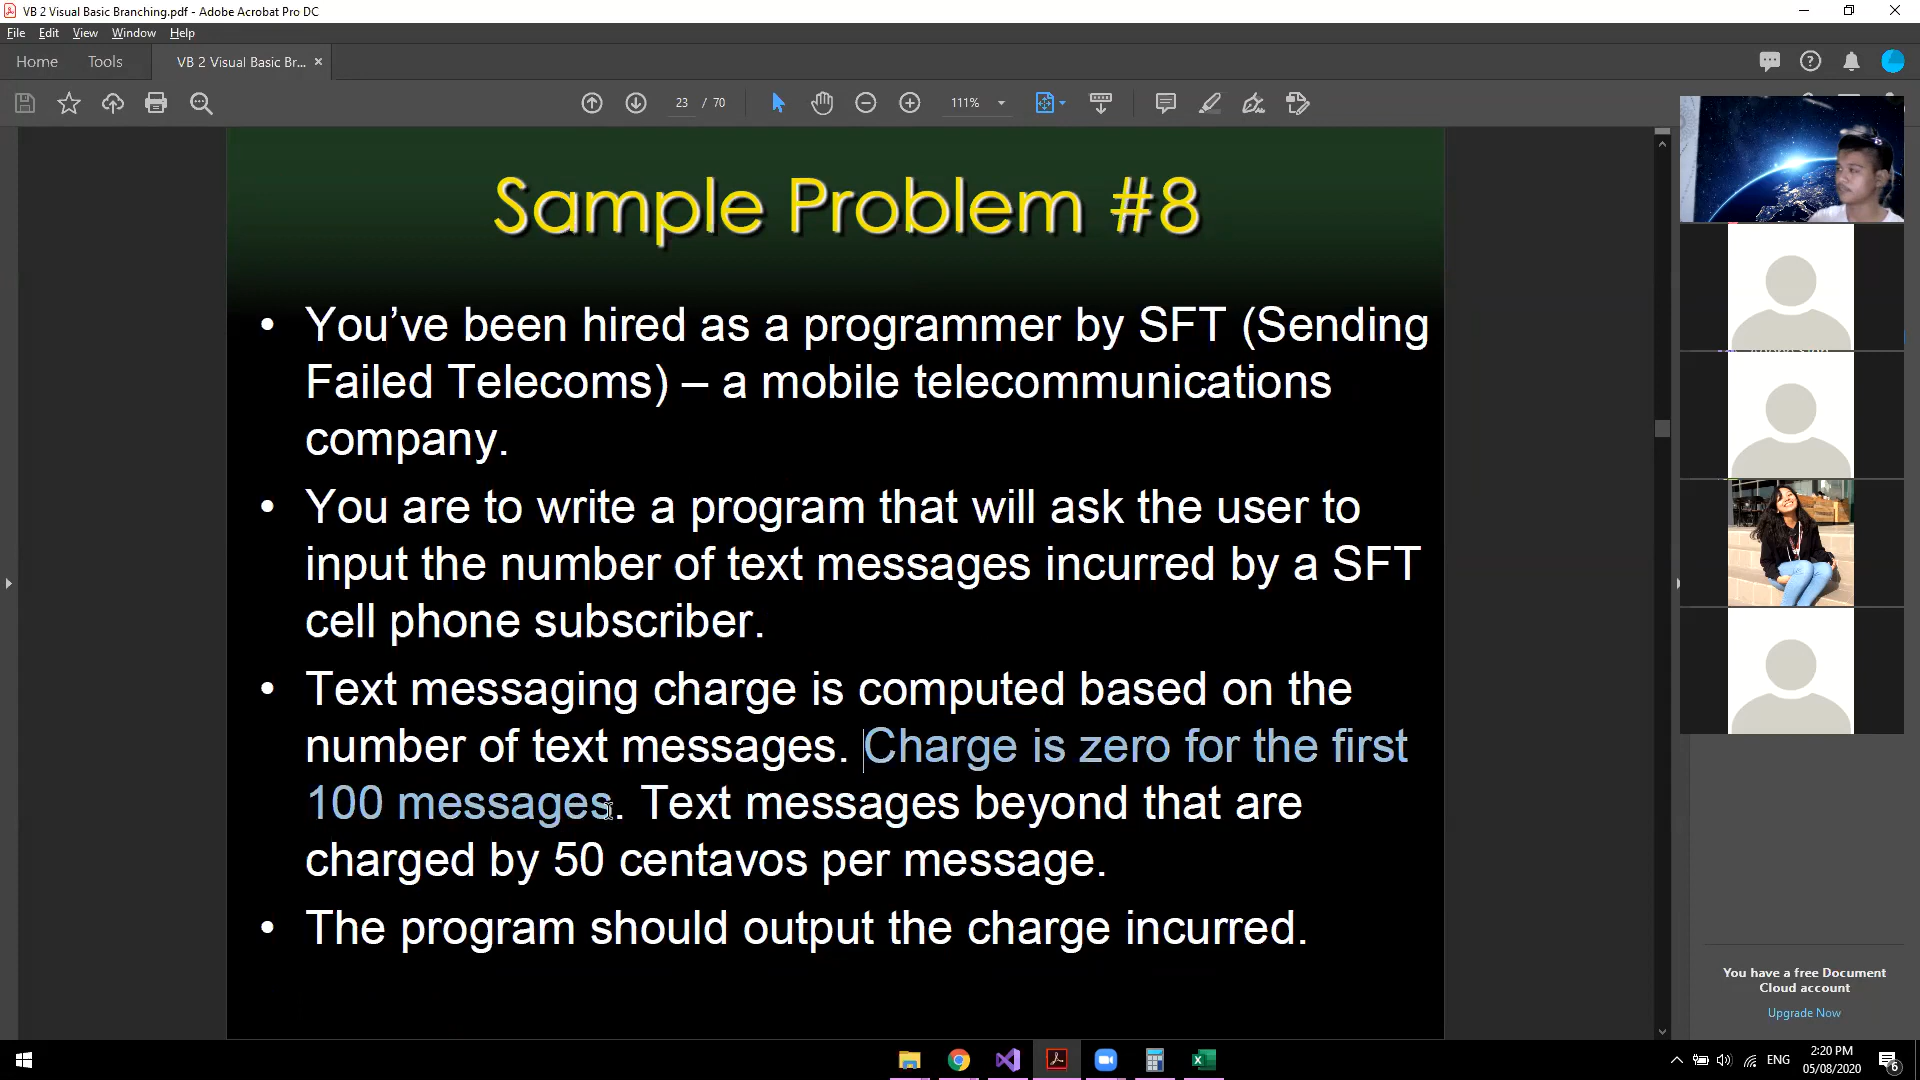 VB 2 Visual Basic Branching.pdf - Adobe Acrobat Pro DC
File Edit View Window Help
Home Tools VB 2 Visual Basic Br... ×
23 / 70 111%
Sample Problem #8
• You’ve been hired as a programmer by SFT (Sending
Failed Telecoms) – a mobile telecommunications
company.
• You are to write a program that will ask the user to
input the number of text messages incurred by a SFT
cell phone subscriber.
• Text messaging charge is computed based on the
number of text messages. Charge is zero for the first
100 messages. Text messages beyond that are
charged by 50 centavos per message.
• The program should output the charge incurred.
You have a free Document
Cloud account
Upgrade Now
ENG
2:20 PM
05/08/2020
6